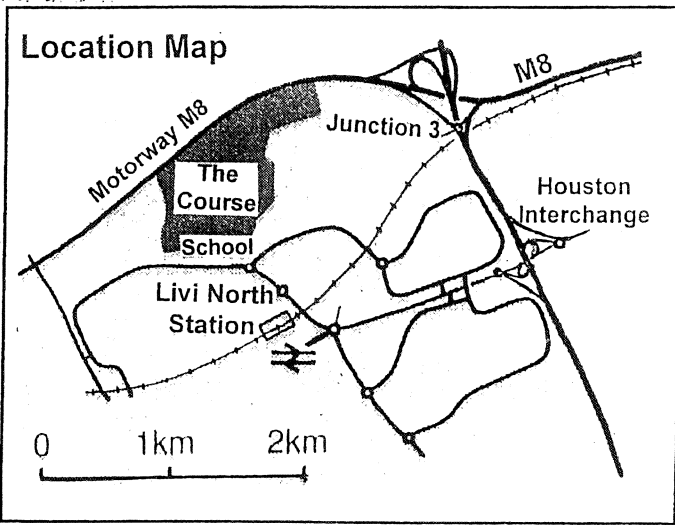 Location Map
M8
Motorway M8
Junction 3
The
Course
Houston
Interchange
School
Livi North
Station
0 1km 2km